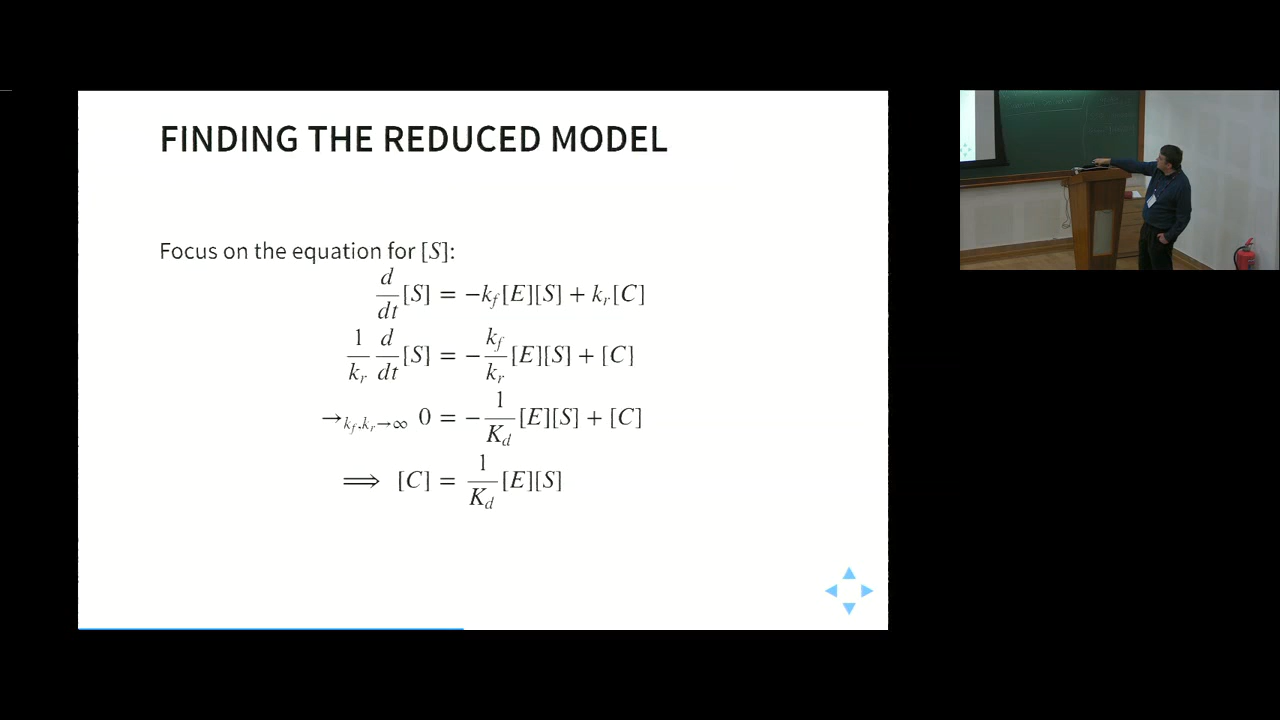 FINDING THE REDUCED MODEL
Focus on the equation for [S]:
d/dt [S] = −k_f[E][S] + k_r[C]
1/k_r d/dt [S] = −k_f/k_r [E][S] + [C]
→_{k_f,k_r→∞} 0 = −1/K_d [E][S] + [C]
⟹ [C] = 1/K_d [E][S]